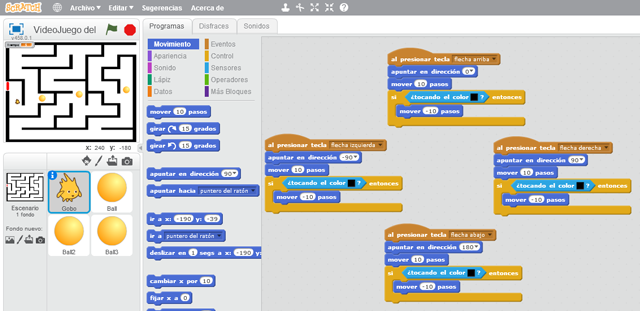 SCRATCH
Archivo Editar Sugerencias Acerca de
VideoJuego del
v456.0.1
Programas Disfraces Sonidos
Movimiento Eventos
Apariencia Control
Sonido Sensores
Lápiz Operadores
Datos Más Bloques
mover 10 pasos
girar 15 grados
girar 15 grados
apuntar en dirección 90
apuntar hacia puntero del ratón
ir a x: -190 y: -39
ir a puntero del ratón
deslizar en 1 segs a x: -190 y:
cambiar x por 10
fijar x a 0
x: 240 y: -180
Escenario
1 fondo
Fondo nuevo:
Gobo
Ball
Ball2
Ball3
al presionar tecla flecha arriba
apuntar en dirección 0
mover 10 pasos
si ¿tocando el color ? entonces
mover -10 pasos
al presionar tecla flecha izquierda
apuntar en dirección -90
mover 10 pasos
si ¿tocando el color ? entonces
mover -10 pasos
al presionar tecla flecha derecha
apuntar en dirección 90
mover 10 pasos
si ¿tocando el color ? entonces
mover -10 pasos
al presionar tecla flecha abajo
apuntar en dirección 180
mover 10 pasos
si ¿tocando el color ? entonces
mover -10 pasos